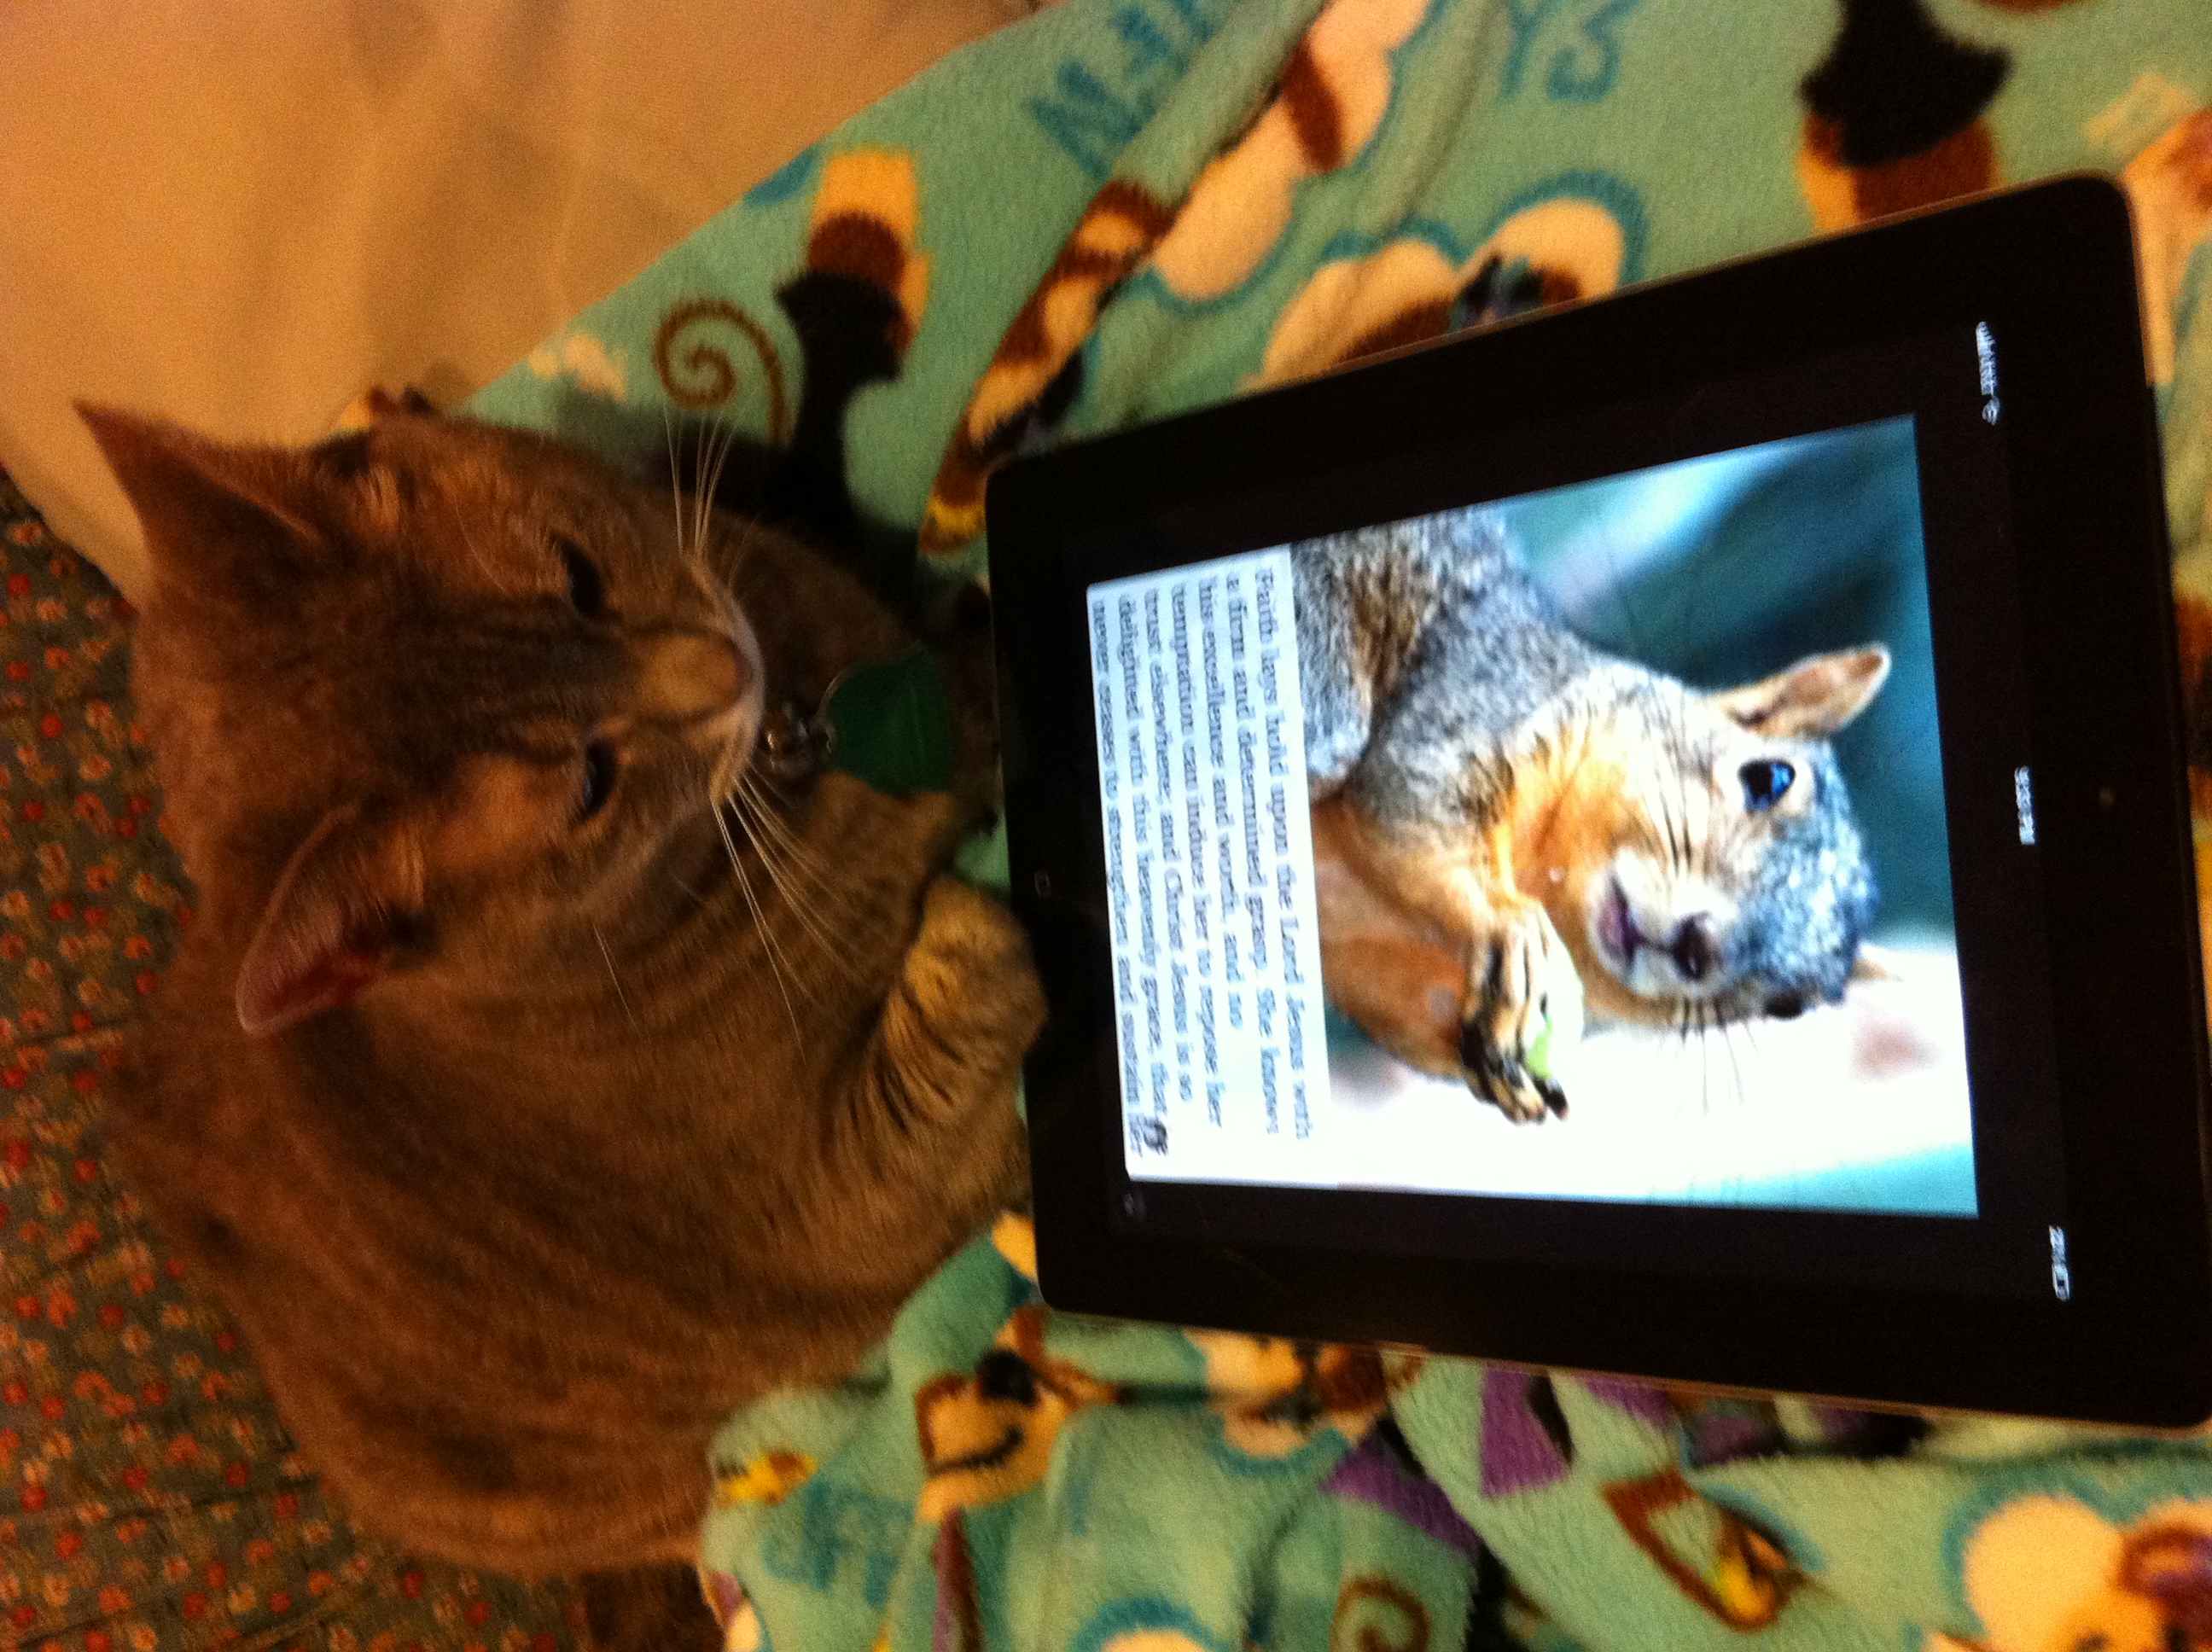 Faith lays hold upon the Lord Jesus with
a firm and determined grasp. She knows
his excellence and worth, and no
temptation can induce her to repose her
trust elsewhere; and Christ Jesus is so
delighted with this heavenly grace, that
never ceases to strengthen and sustain her